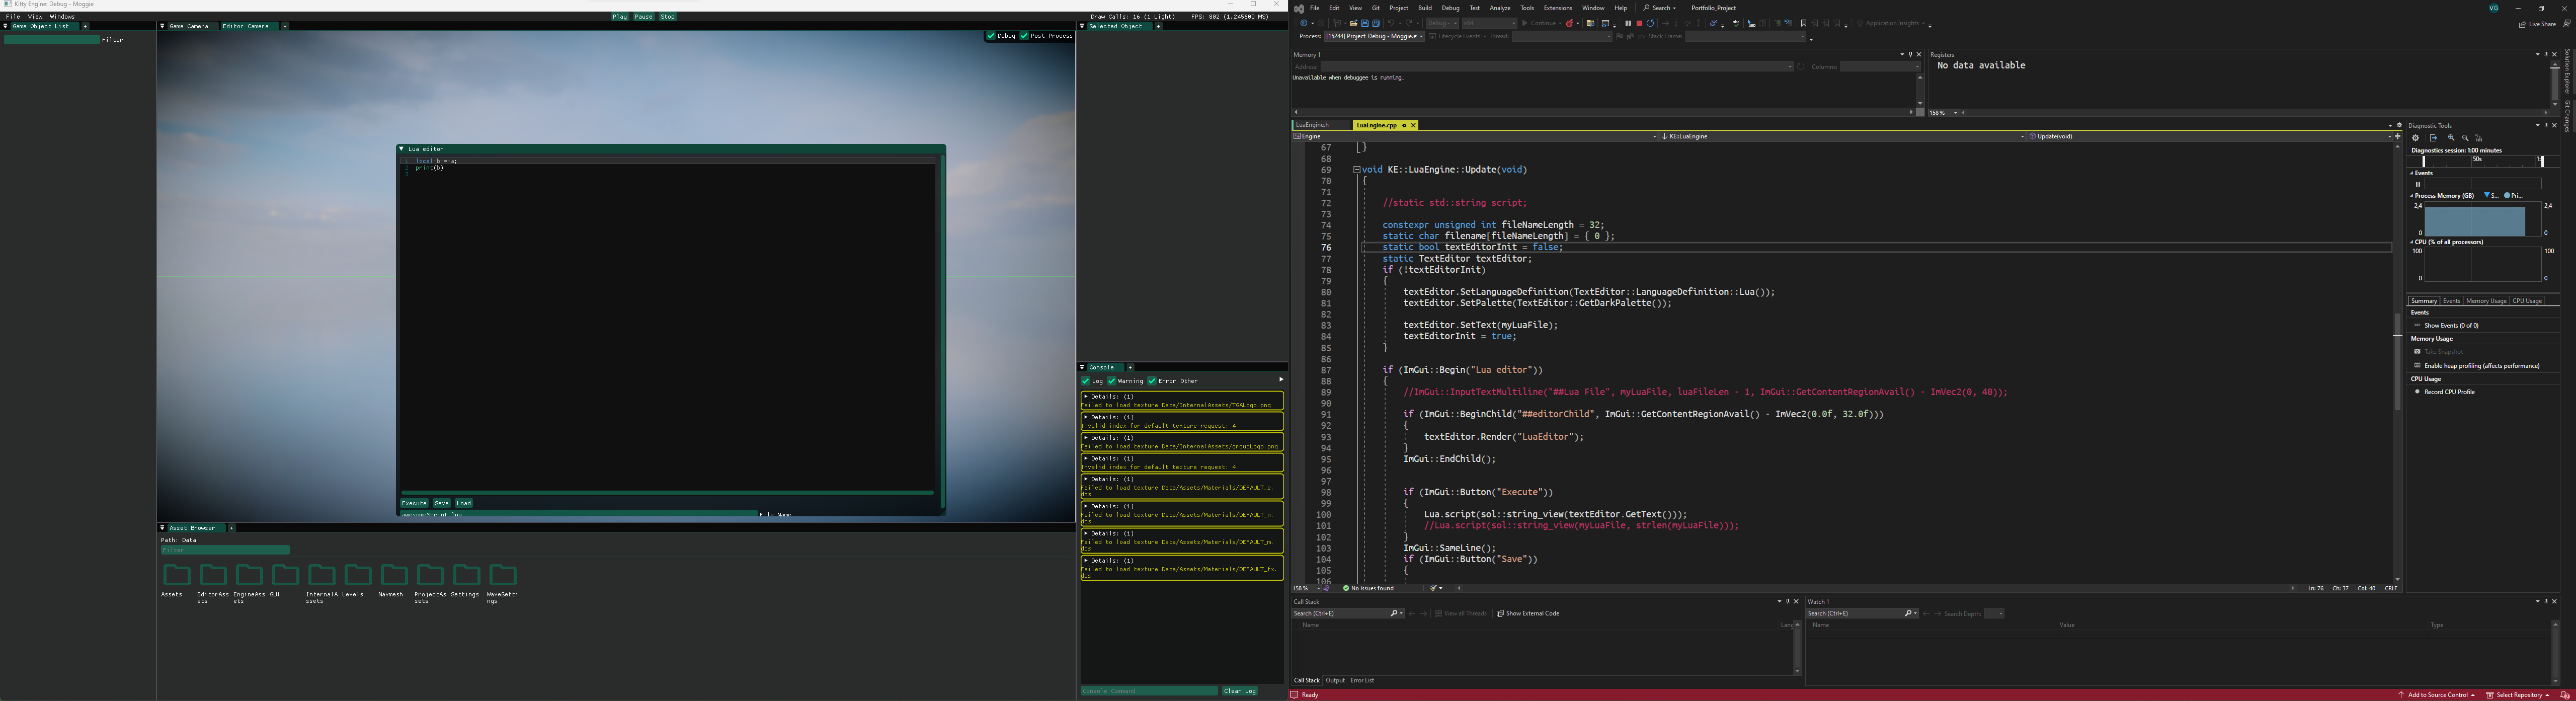 Kitty Engine: Debug - Moggie
File View Windows
Play Pause Stop
Draw Calls: 16 (1 Light) FPS: 802 (1.245680 MS)
Game Object List
Filter
Game Camera Editor Camera
Debug Post Process
Selected Object
Lua editor
1 local b = a;
2 print(b)
3
Execute Save Load
awesomeScript.lua File Name
Asset Browser
Path: Data
Filter
Assets EditorAssets EngineAssets GUI InternalAssets Levels Navmesh ProjectAssets Settings WaveSettings
Console
Log Warning Error Other
Details: (1)
Failed to load texture Data/InternalAssets/TGALogo.png
Details: (1)
Invalid index for default texture request: 4
Details: (1)
Failed to load texture Data/InternalAssets/groupLogo.png
Details: (1)
Invalid index for default texture request: 4
Details: (1)
Failed to load texture Data/Assets/Materials/DEFAULT_c.dds
Details: (1)
Failed to load texture Data/Assets/Materials/DEFAULT_n.dds
Details: (1)
Failed to load texture Data/Assets/Materials/DEFAULT_m.dds
Details: (1)
Failed to load texture Data/Assets/Materials/DEFAULT_fx.dds
Console Command Clear Log
File Edit View Git Project Build Debug Test Analyze Tools Extensions Window Help Search Portfolio_Project
VG
Debug x64 Continue Application Insights
Live Share
Process: [15244] Project_Debug - Moggie.e Lifecycle Events Thread: Stack Frame:
Memory 1
Address: Columns:
Unavailable when debuggee is running.
Registers
No data available
158 %
Solution Explorer
Git Changes
LuaEngine.h LuaEngine.cpp
Engine KE::LuaEngine Update(void)
67 }
68
69 void KE::LuaEngine::Update(void)
70 {
71
72 //static std::string script;
73
74 constexpr unsigned int fileNameLength = 32;
75 static char filename[fileNameLength] = { 0 };
76 static bool textEditorInit = false;
77 static TextEditor textEditor;
78 if (!textEditorInit)
79 {
80 textEditor.SetLanguageDefinition(TextEditor::LanguageDefinition::Lua());
81 textEditor.SetPalette(TextEditor::GetDarkPalette());
82
83 textEditor.SetText(myLuaFile);
84 textEditorInit = true;
85 }
86
87 if (ImGui::Begin("Lua editor"))
88 {
89 //ImGui::InputTextMultiline("##Lua File", myLuaFile, luaFileLen - 1, ImGui::GetContentRegionAvail() - ImVec2(0, 40));
90
91 if (ImGui::BeginChild("##editorChild", ImGui::GetContentRegionAvail() - ImVec2(0.0f, 32.0f)))
92 {
93 textEditor.Render("LuaEditor");
94 }
95 ImGui::EndChild();
96
97
98 if (ImGui::Button("Execute"))
99 {
100 Lua.script(sol::string_view(textEditor.GetText()));
101 //Lua.script(sol::string_view(myLuaFile, strlen(myLuaFile)));
102 }
103 ImGui::SameLine();
104 if (ImGui::Button("Save"))
105 {
106
158 % No issues found Ln: 76 Ch: 37 Col: 40 CRLF
Diagnostic Tools
Diagnostics session: 1:00 minutes
50s
Events
Process Memory (GB) S... Pri...
2,4 2,4
0 0
CPU (% of all processors)
100 100
0 0
Summary Events Memory Usage CPU Usage
Events
Show Events (0 of 0)
Memory Usage
Take Snapshot
Enable heap profiling (affects performance)
CPU Usage
Record CPU Profile
Call Stack
Search (Ctrl+E) View all Threads Show External Code
Name Lang
Call Stack Output Error List
Watch 1
Search (Ctrl+E) Search Depth:
Name Value Type
Ready
Add to Source Control Select Repository